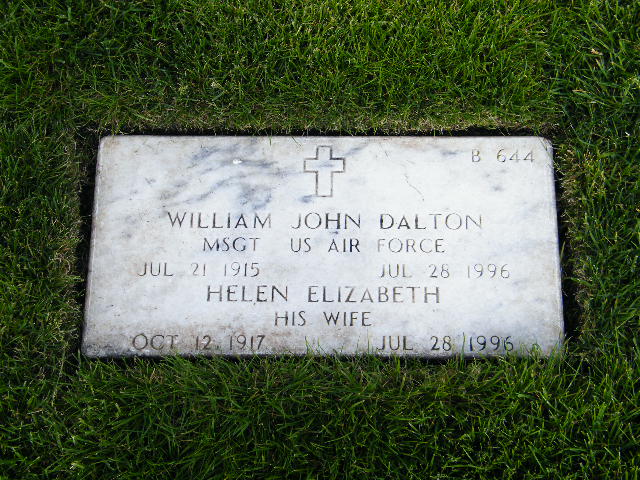 B 644
WILLIAM JOHN DALTON
MSGT US AIR FORCE
JUL 21 1915 JUL 28 1996
HELEN ELIZABETH
HIS WIFE
OCT 12 1917 JUL 28 1996